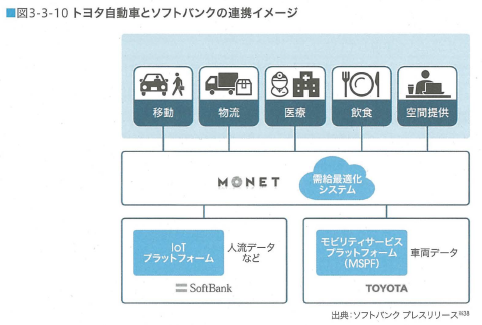 ■図3-3-10 トヨタ自動車とソフトバンクの連携イメージ
移動
物流
医療
飲食
空間提供
MONET
需給最適化
システム
IoT
プラットフォーム
人流データ
など
SoftBank
モビリティサービス
プラットフォーム
(MSPF)
車両データ
TOYOTA
出典:ソフトバンク プレスリリース※38